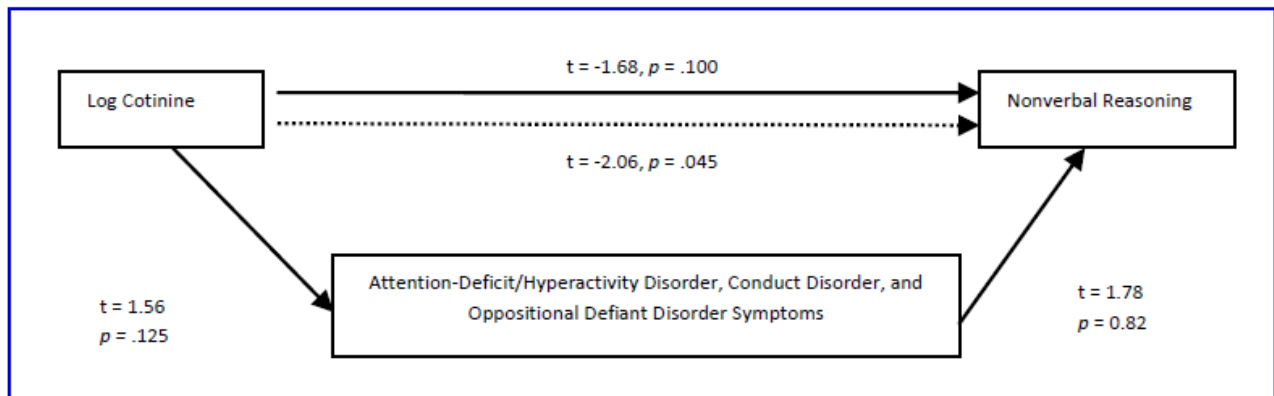 t = -1.68, p = .100
Log Cotinine
Nonverbal Reasoning
t = -2.06, p = .045
Attention-Deficit/Hyperactivity Disorder, Conduct Disorder, and
Oppositional Defiant Disorder Symptoms
t = 1.56
p = .125
t = 1.78
p = 0.82